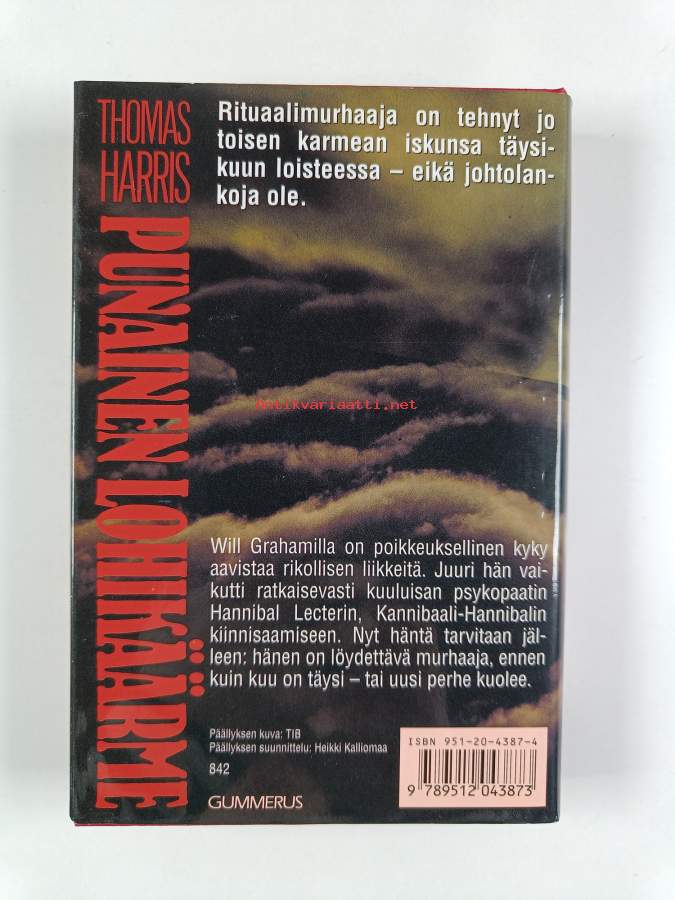 THOMAS
HARRIS
PUNAINEN LOHIKÄÄRME
Rituaalimurhaaja on tehnyt jo
toisen karmean iskunsa täysi-
kuun loisteessa – eikä johtolan-
koja ole.
Antikvariaatti.net
Will Grahamilla on poikkeuksellinen kyky
aavistaa rikollisen liikkeitä. Juuri hän vai-
kutti ratkaisevasti kuuluisan psykopaatin
Hannibal Lecterin, Kannibaali-Hannibalin
kiinnisaamiseen. Nyt häntä tarvitaan jäl-
leen: hänen on löydettävä murhaaja, ennen
kuin kuu on täysi – tai uusi perhe kuolee.
Päällyksen kuva: TIB
Päällyksen suunnittelu: Heikki Kalliomaa
842
GUMMERUS
ISBN 951-20-4387-4
9 789512 043873